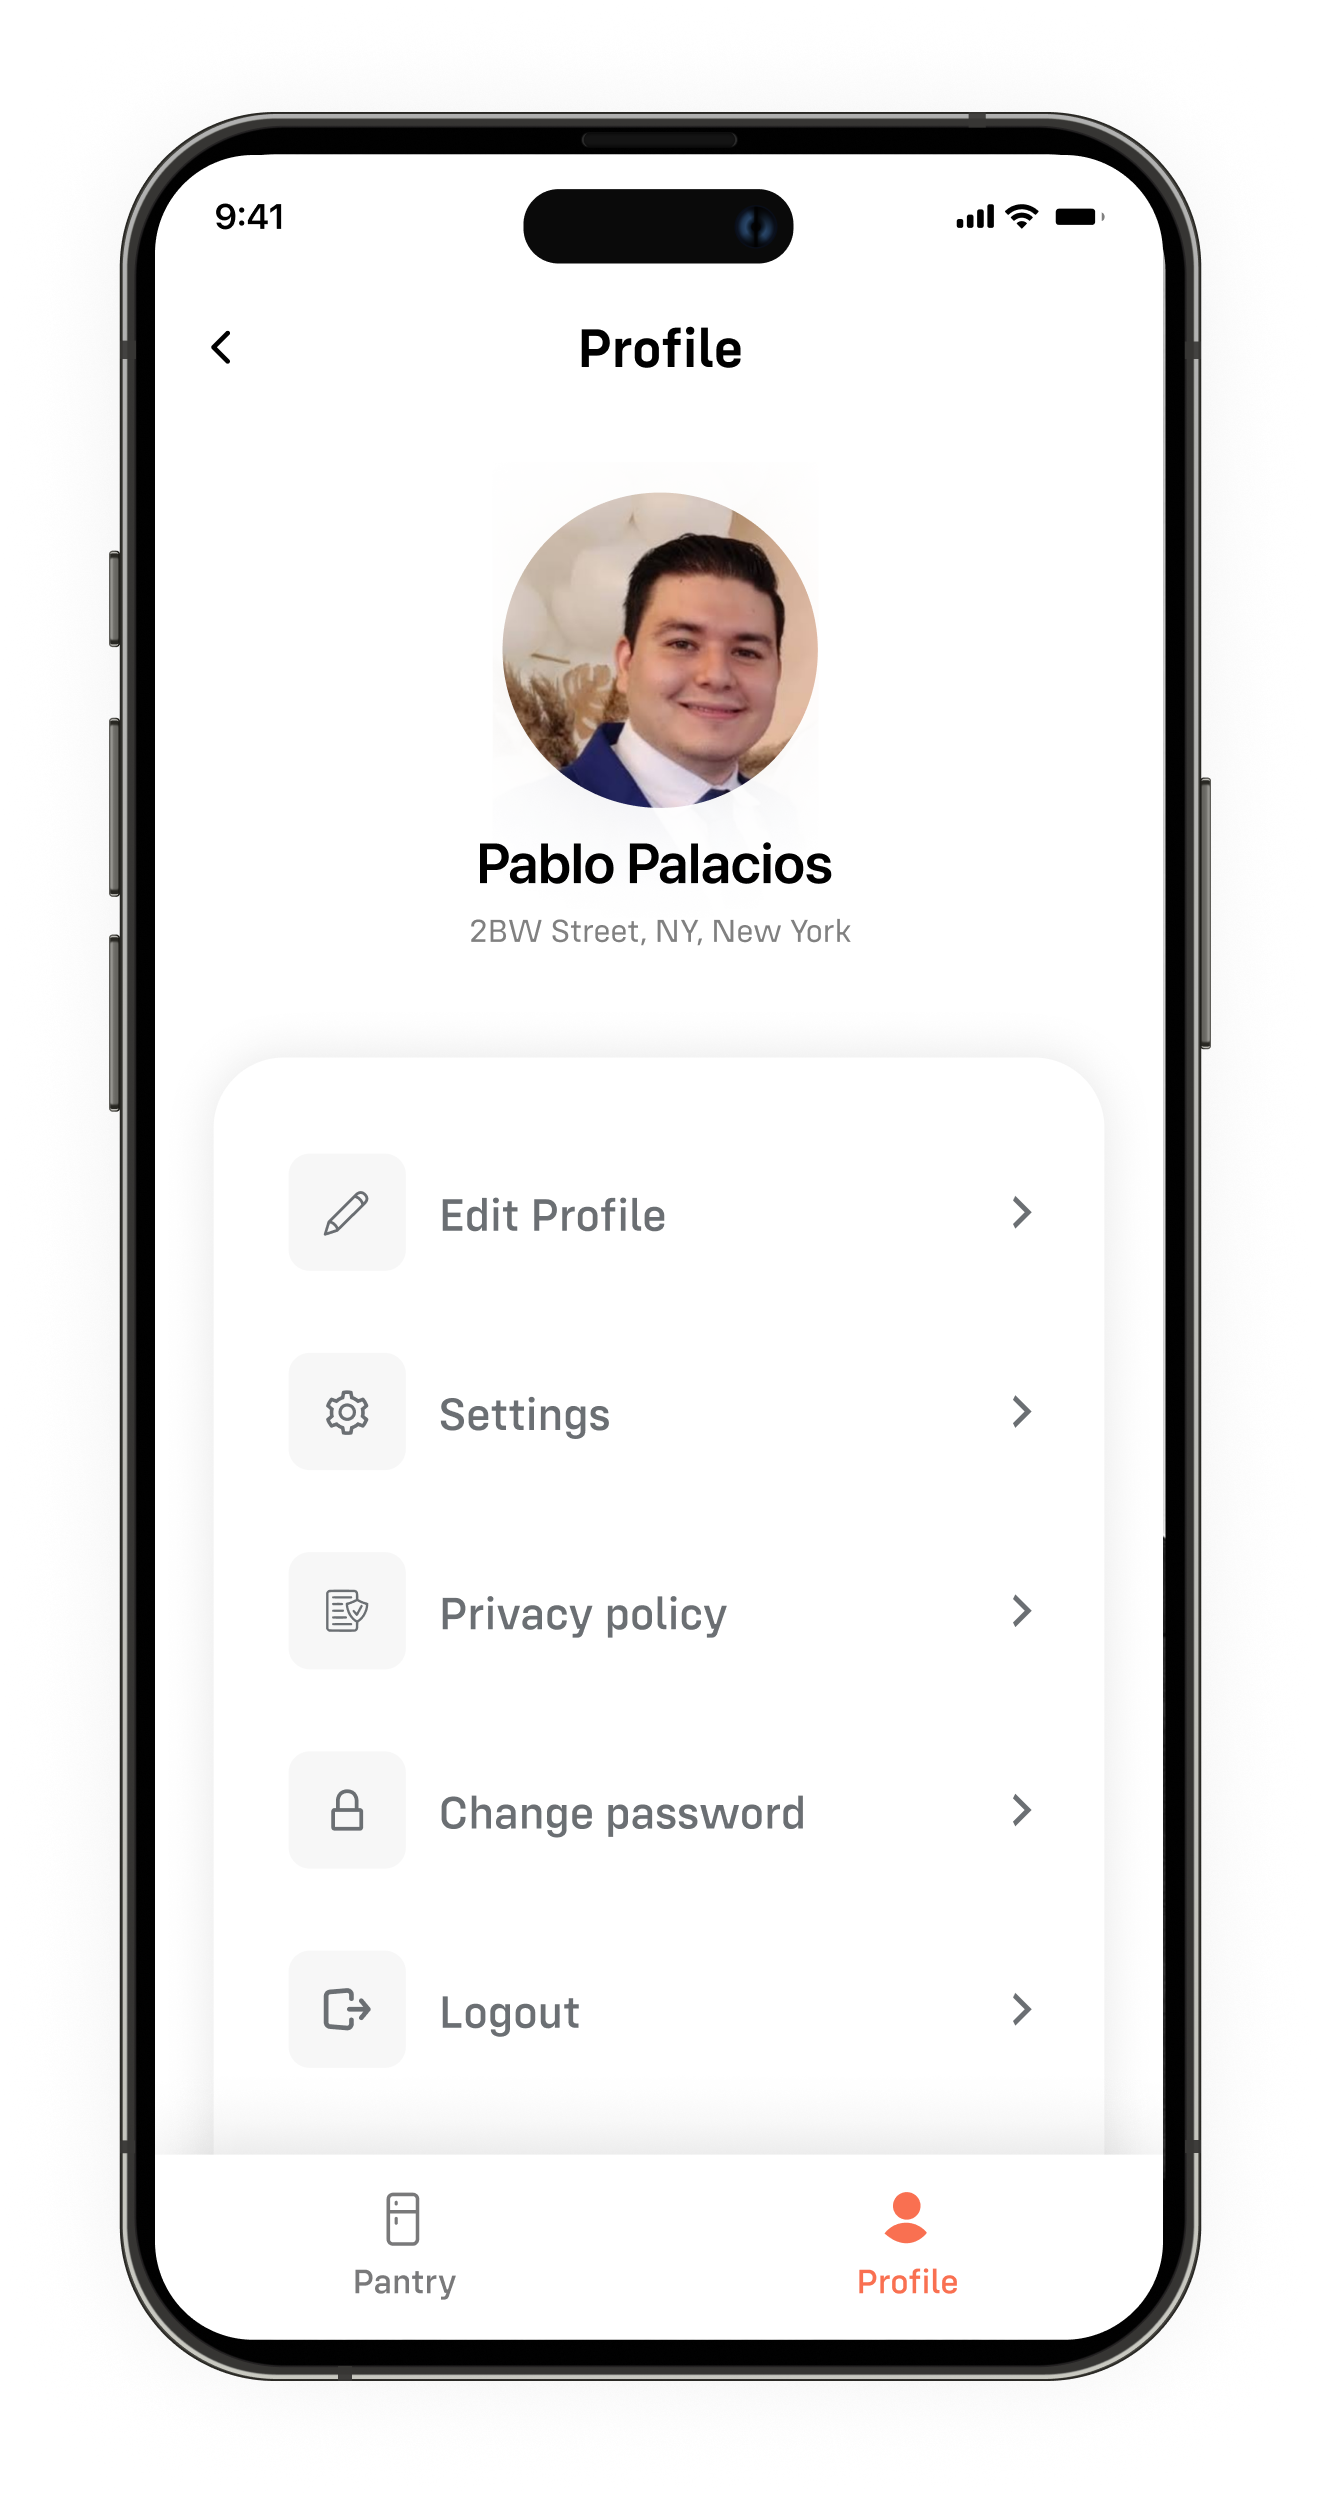 9:41
Profile
Pablo Palacios
2BW Street, NY, New York
Edit Profile
Settings
Privacy policy
Change password
Logout
Pantry
Profile